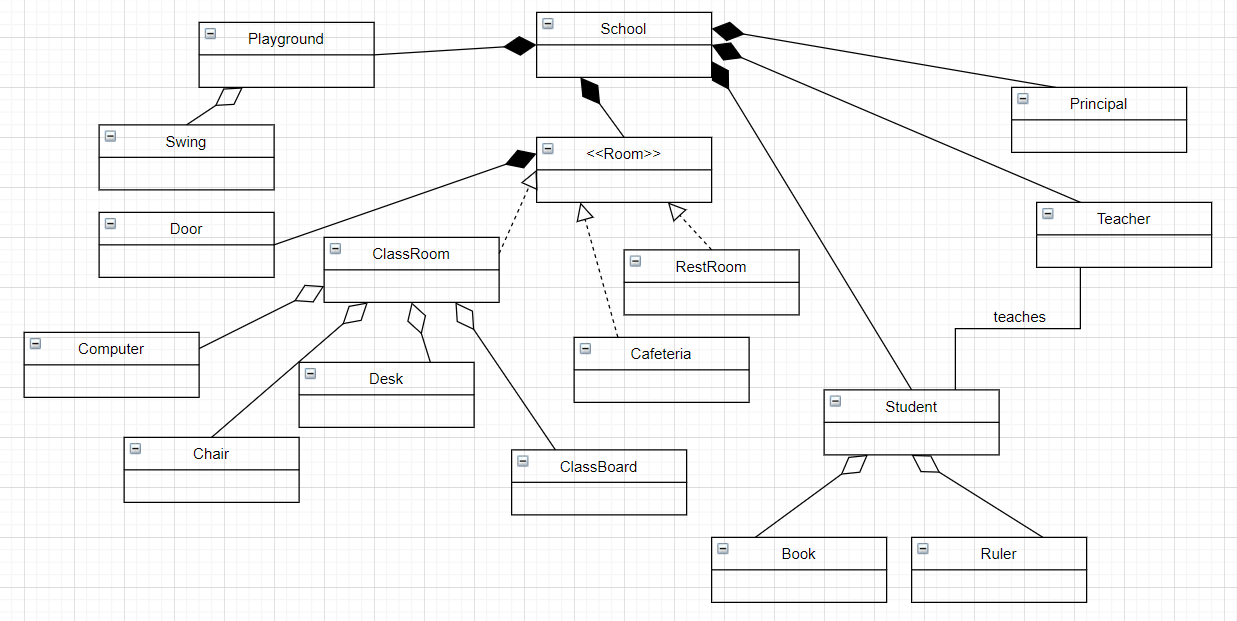 School
Playground
Principal
Swing
<<Room>>
Teacher
Door
ClassRoom
RestRoom
teaches
Computer
Cafeteria
Desk
Student
Chair
ClassBoard
Book
Ruler